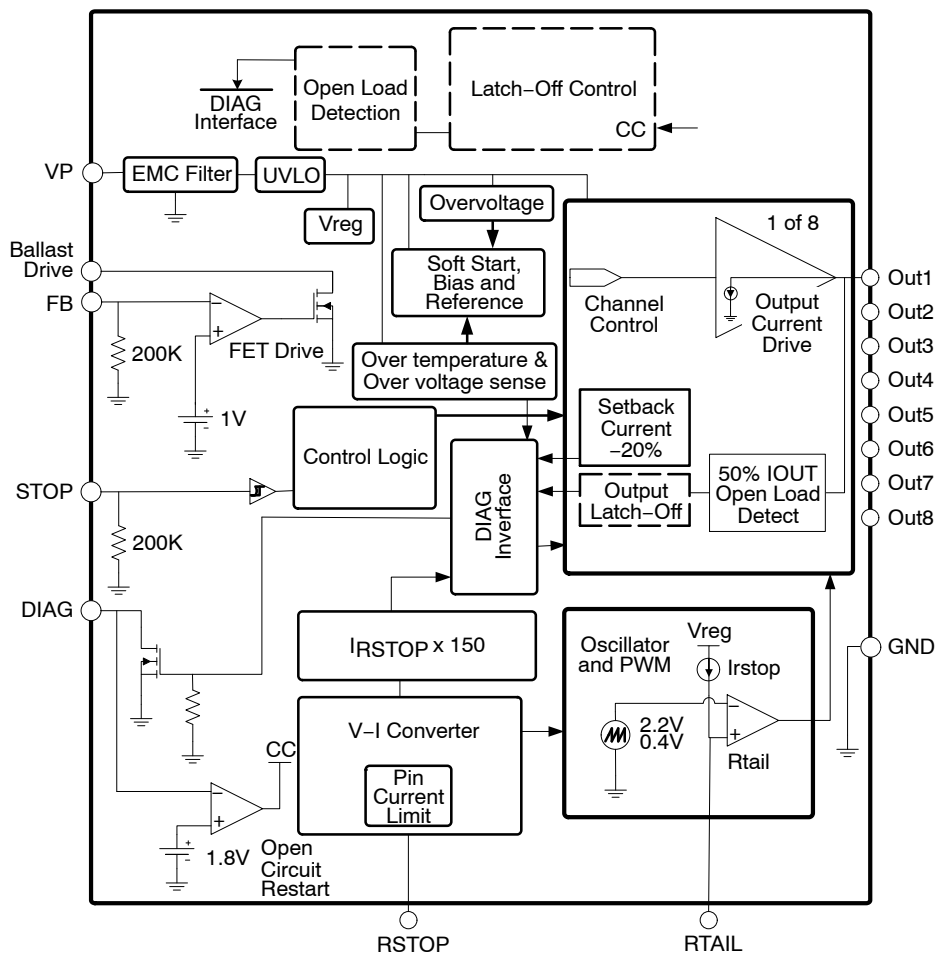 Open Load
Detection
Latch−Off Control
CC
DIAG
Interface
VP
EMC Filter
UVLO
Vreg
Overvoltage
Soft Start,
Bias and
Reference
1 of 8
Channel
Control
Output
Current
Drive
Ballast
Drive
FB
200K
−
+
FET Drive
+
−
1V
Over temperature &
Over voltage sense
Out1
Out2
Out3
Out4
Out5
Out6
Out7
Out8
Setback
Current
−20%
Output
Latch−Off
50% IOUT
Open Load
Detect
Control Logic
DIAG
Inverface
STOP
200K
DIAG
IRSTOP x 150
V−I Converter
Pin
Current
Limit
Oscillator
and PWM
Vreg
Irstop
2.2V
0.4V
−
+
Rtail
GND
CC
−
+
+
−
1.8V
Open
Circuit
Restart
RSTOP
RTAIL